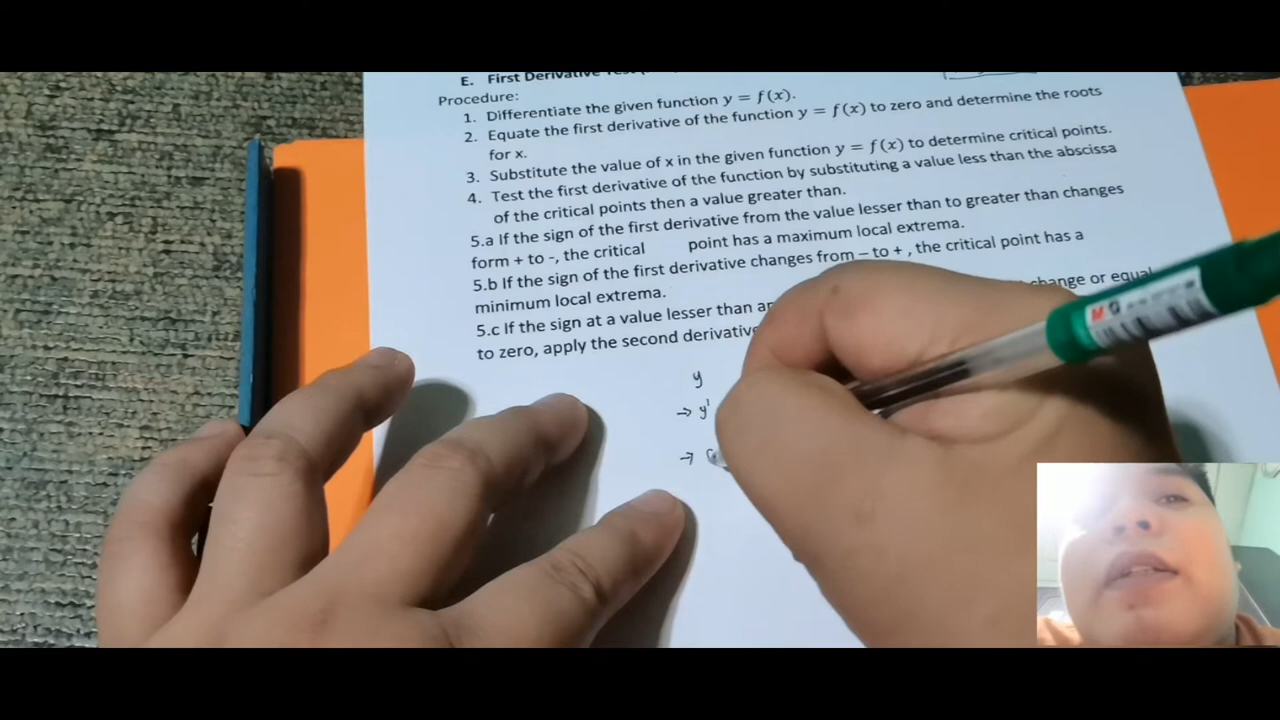 E. First Derivative
Procedure:
1. Differentiate the given function y = f(x).
2. Equate the first derivative of the function y = f(x) to zero and determine the roots
for x.
3. Substitute the value of x in the given function y = f(x) to determine critical points.
4. Test the first derivative of the function by substituting a value less than the abscissa
of the critical points then a value greater than.
5.a If the sign of the first derivative from the value lesser than to greater than changes
form + to -, the critical point has a maximum local extrema.
5.b If the sign of the first derivative changes from – to + , the critical point has a
minimum local extrema.
5.c If the sign at a value lesser than change or equal
to zero, apply the second derivative
y
→ y'
→